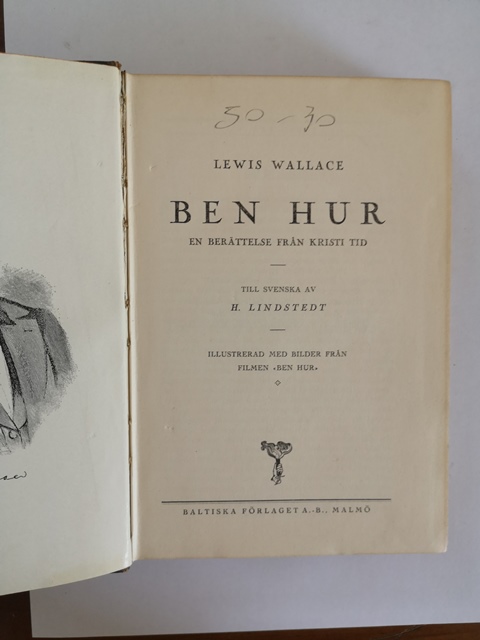 50 - 30
LEWIS WALLACE
BEN HUR
EN BERÄTTELSE FRÅN KRISTI TID
TILL SVENSKA AV
H. LINDSTEDT
ILLUSTRERAD MED BILDER FRÅN
FILMEN »BEN HUR»
BALTISKA FÖRLAGET A.-B., MALMÖ